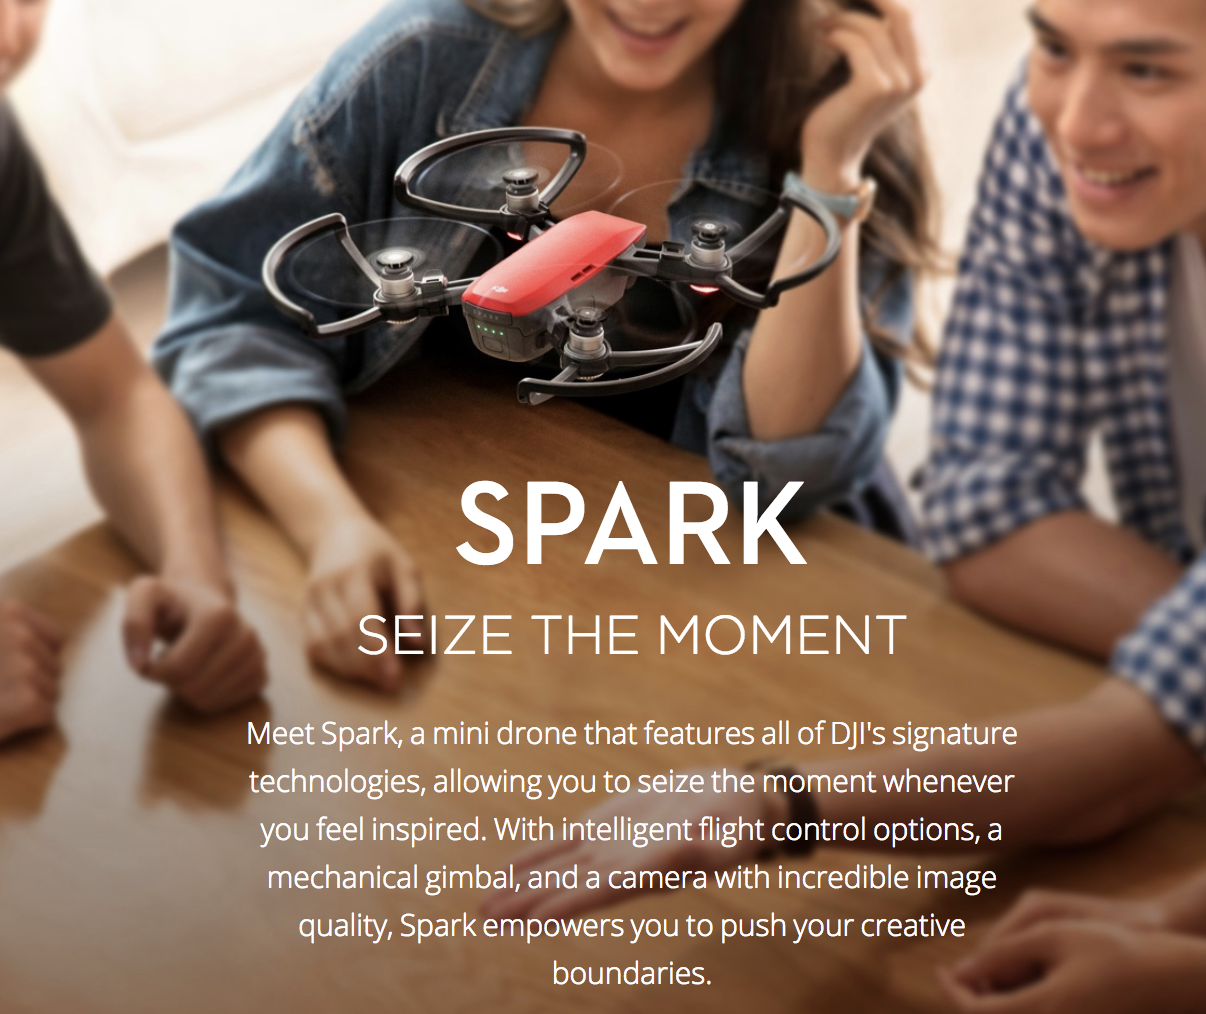 SPARK
SEIZE THE MOMENT
Meet Spark, a mini drone that features all of DJI's signature
technologies, allowing you to seize the moment whenever
you feel inspired. With intelligent flight control options, a
mechanical gimbal, and a camera with incredible image
quality, Spark empowers you to push your creative
boundaries.